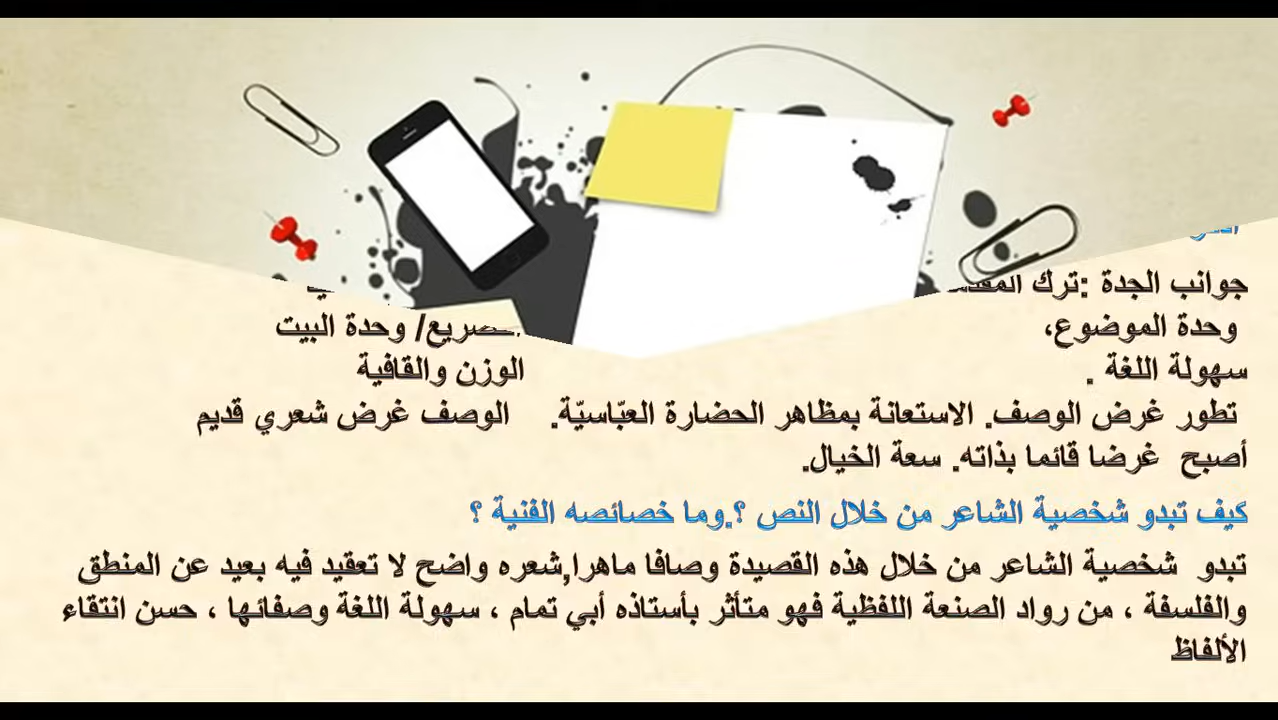 جوانب الجدة :ترك
وحدة الموضوع، / وحدة البيت
سهولة اللغة . الوزن والقافية
تطور غرض الوصف. الاستعانة بمظاهر الحضارة العبّاسيّة. الوصف غرض شعري قديم
أصبح غرضا قائما بذاته. سعة الخيال.
كيف تبدو شخصية الشاعر من خلال النص ؟.وما خصائصه الفنية ؟
تبدو شخصية الشاعر من خلال هذه القصيدة وصافا ماهرا,شعره واضح لا تعقيد فيه بعيد عن المنطق
والفلسفة ، من رواد الصنعة اللفظية فهو متأثر بأستاذه أبي تمام ، سهولة اللغة وصفائها ، حسن انتقاء
الألفاظ